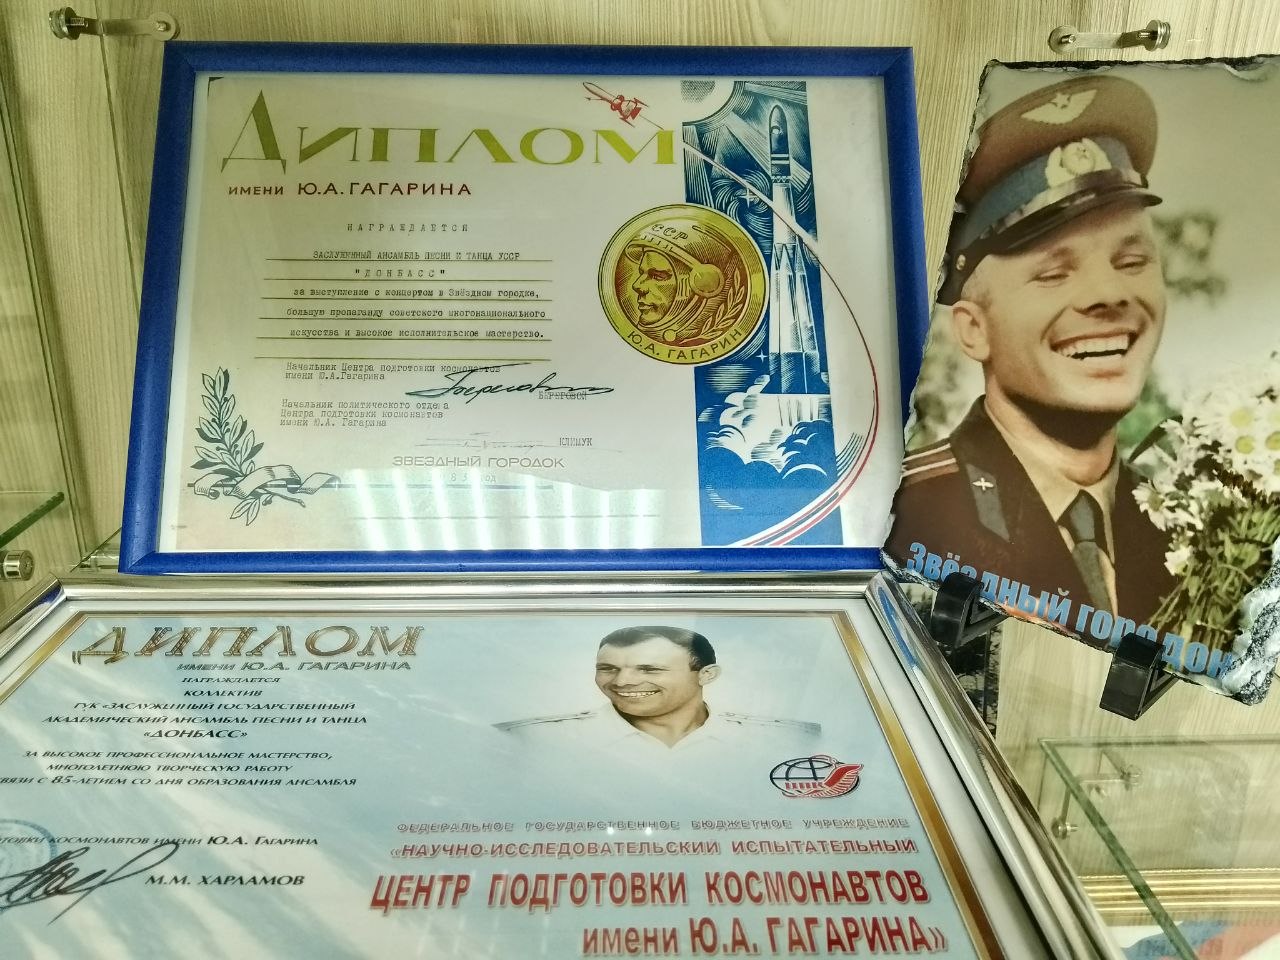 ДИПЛОМ
ИМЕНИ Ю.А. ГАГАРИНА
НАГРАЖДАЕТСЯ
ЗАСЛУЖЕННЫЙ АНСАМБЛЬ ПЕСНИ И ТАНЦА УССР
"ДОНБАСС"
за выступление с концертом в Звёздном городке,
большую пропаганду советского многонационального
искусства и высокое исполнительское мастерство.
Начальник Центра подготовки космонавтов
имени Ю.А.Гагарина
БЕРЕГОВОЙ
Начальник политического отдела
Центра подготовки космонавтов
имени Ю.А. Гагарина
КЛИМУК
ЗВЕЗДНЫЙ ГОРОДОК
83 год
СССР
Ю.А. ГАГАРИН
Звёздный городок
ДИПЛОМ
ИМЕНИ Ю.А. ГАГАРИНА
НАГРАЖДАЕТСЯ
КОЛЛЕКТИВ
ГУК «ЗАСЛУЖЕННЫЙ ГОСУДАРСТВЕННЫЙ
АКАДЕМИЧЕСКИЙ АНСАМБЛЬ ПЕСНИ И ТАНЦА
«ДОНБАСС»
ЗА ВЫСОКОЕ ПРОФЕССИОНАЛЬНОЕ МАСТЕРСТВО,
МНОГОЛЕТНЮЮ ТВОРЧЕСКУЮ РАБОТУ
СВЯЗИ С 85-ЛЕТИЕМ СО ДНЯ ОБРАЗОВАНИЯ АНСАМБЛЯ
КОСМОНАВТОВ ИМЕНИ Ю.А. ГАГАРИНА
М.М. ХАРЛАМОВ
ЦПК
ФЕДЕРАЛЬНОЕ ГОСУДАРСТВЕННОЕ БЮДЖЕТНОЕ УЧРЕЖДЕНИЕ
«НАУЧНО-ИССЛЕДОВАТЕЛЬСКИЙ ИСПЫТАТЕЛЬНЫЙ
ЦЕНТР ПОДГОТОВКИ КОСМОНАВТОВ
имени Ю.А. ГАГАРИНА»